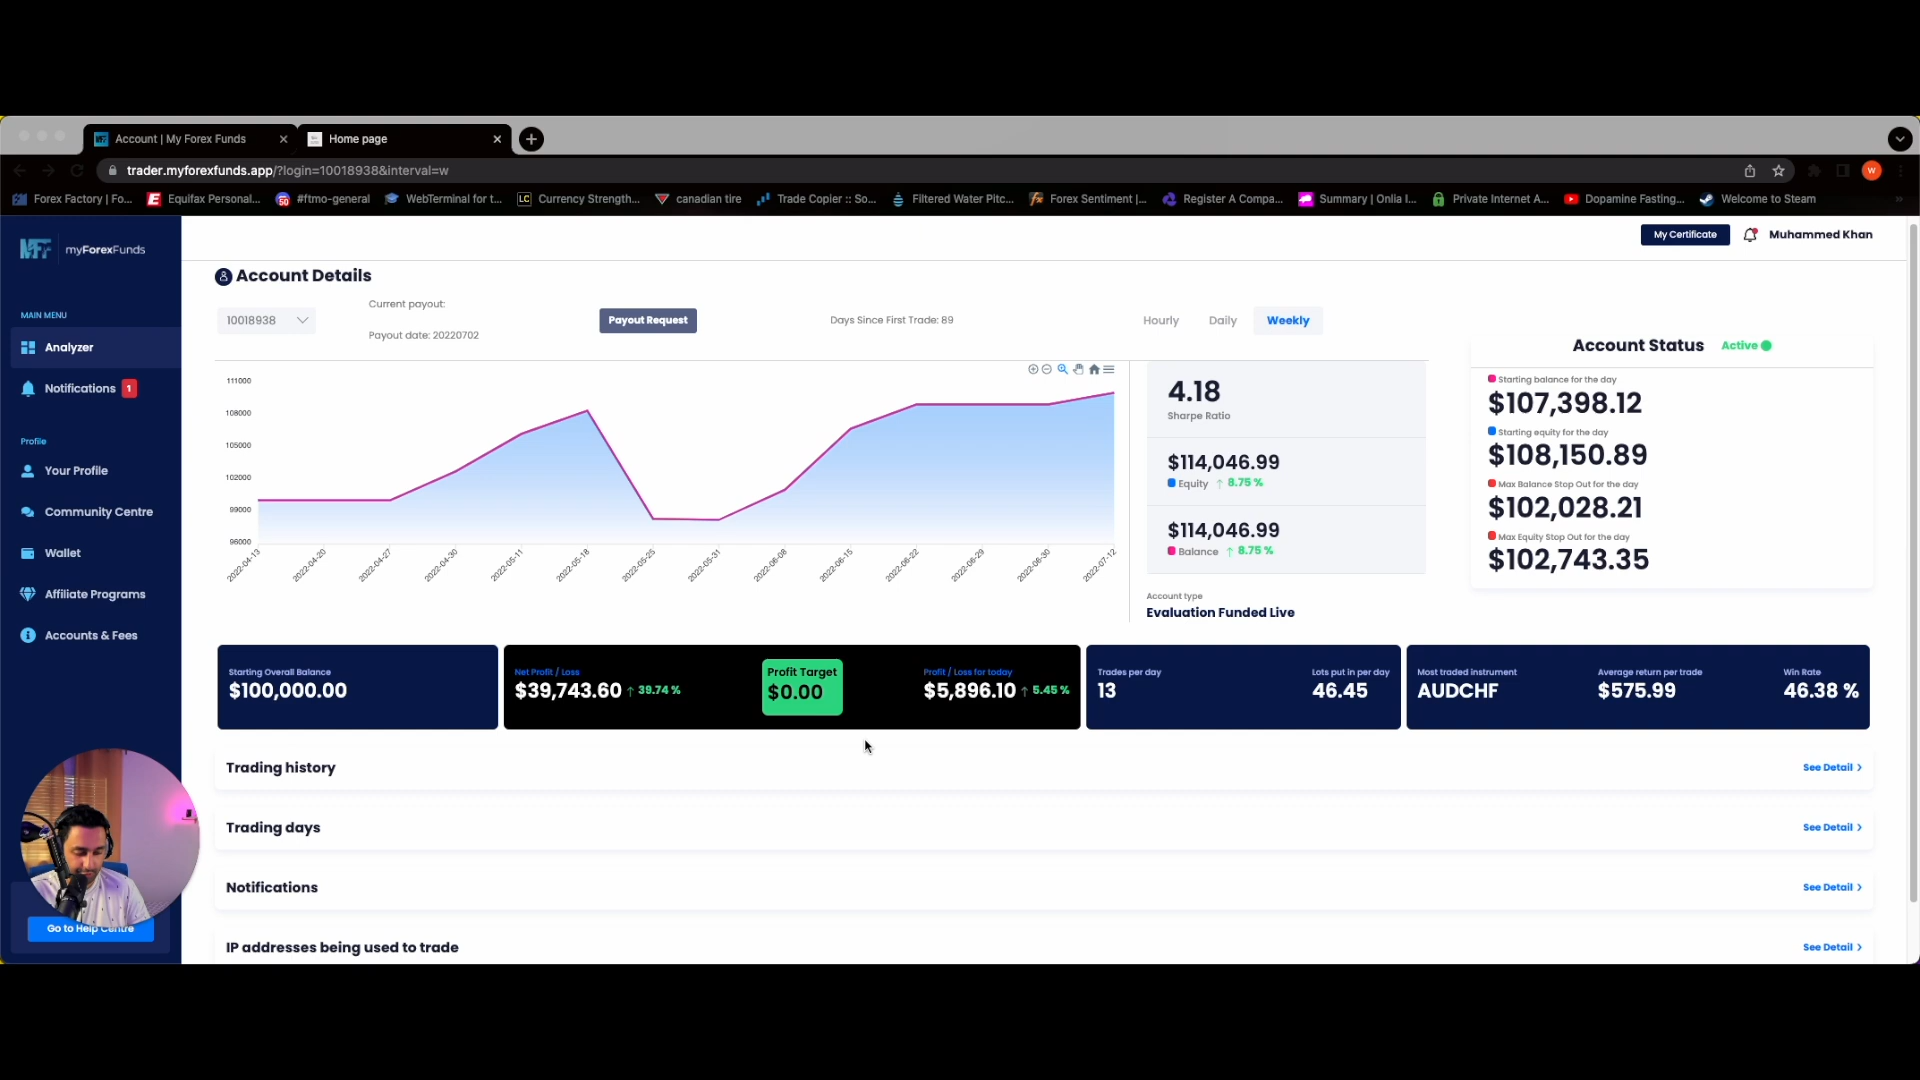 Account | My Forex Funds
Home page
trader.myforexfunds.app/?login=10018938&interval=w
W
Forex Factory | Fo...
Equifax Personal...
#ftmo-general
WebTerminal for t...
LC Currency Strength...
canadian tire
Trade Copier :: So...
Filtered Water Pitc...
Forex Sentiment |...
Register A Compa...
Summary | Onlia I...
Private Internet A...
Dopamine Fasting...
Welcome to Steam
MFF myForexFunds
My Certificate
Muhammed Khan
MAIN MENU
Analyzer
Notifications 1
Profile
Your Profile
Community Centre
Wallet
Affiliate Programs
Accounts & Fees
Go to Help Centre
Account Details
10018938
Current payout:
Payout date: 20220702
Payout Request
Days Since First Trade: 89
Hourly Daily Weekly
111000
108000
105000
102000
99000
96000
2022-04-13
2022-04-20
2022-04-27
2022-04-30
2022-05-11
2022-05-18
2022-05-25
2022-05-31
2022-06-08
2022-06-15
2022-06-22
2022-06-29
2022-06-30
2022-07-12
4.18
Sharpe Ratio
$114,046.99
Equity ↑ 8.75 %
$114,046.99
Balance ↑ 8.75 %
Account type
Evaluation Funded Live
Account Status Active
Starting balance for the day
$107,398.12
Starting equity for the day
$108,150.89
Max Balance Stop Out for the day
$102,028.21
Max Equity Stop Out for the day
$102,743.35
Starting Overall Balance
$100,000.00
Net Profit / Loss
$39,743.60 ↑ 39.74 %
Profit Target
$0.00
Profit / Loss for today
$5,896.10 ↑ 5.45 %
Trades per day
13
Lots put in per day
46.45
Most traded instrument
AUDCHF
Average return per trade
$575.99
Win Rate
46.38 %
Trading history See Detail >
Trading days See Detail >
Notifications See Detail >
IP addresses being used to trade See Detail >